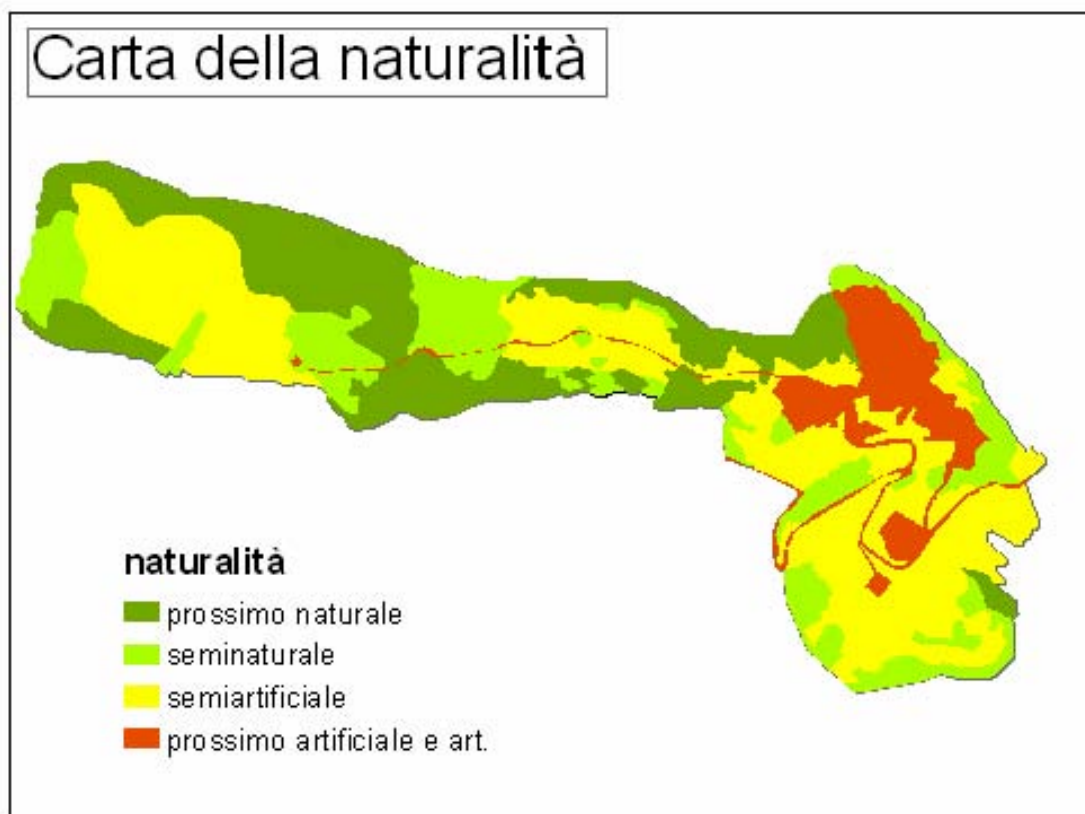 Carta della naturalità
naturalità
prossimo naturale
seminaturale
semiartificiale
prossimo artificiale e art.